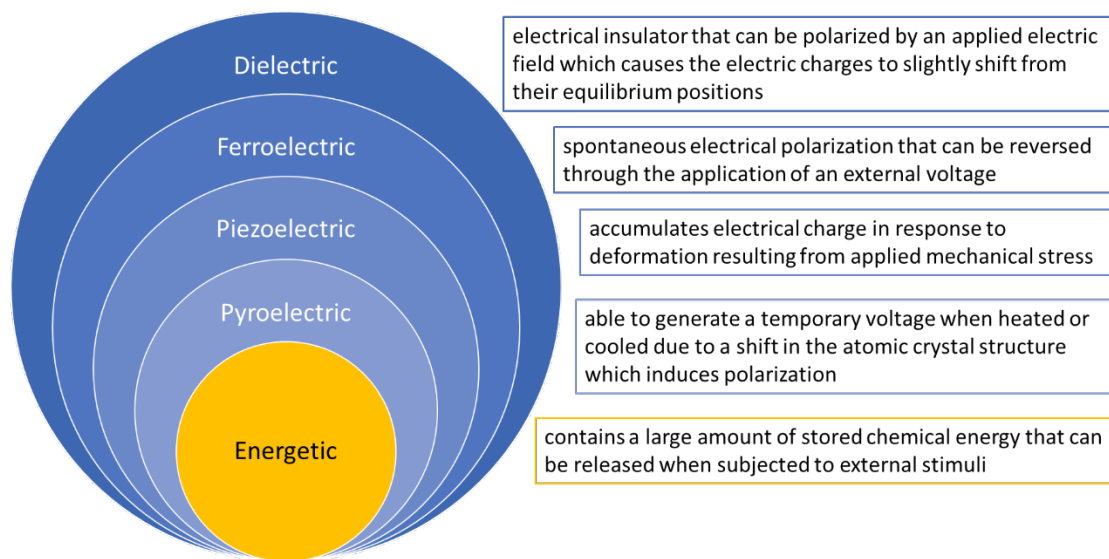 Dielectric
electrical insulator that can be polarized by an applied electric
field which causes the electric charges to slightly shift from
their equilibrium positions
Ferroelectric
spontaneous electrical polarization that can be reversed
through the application of an external voltage
Piezoelectric
accumulates electrical charge in response to
deformation resulting from applied mechanical stress
Pyroelectric
able to generate a temporary voltage when heated or
cooled due to a shift in the atomic crystal structure
which induces polarization
Energetic
contains a large amount of stored chemical energy that can
be released when subjected to external stimuli